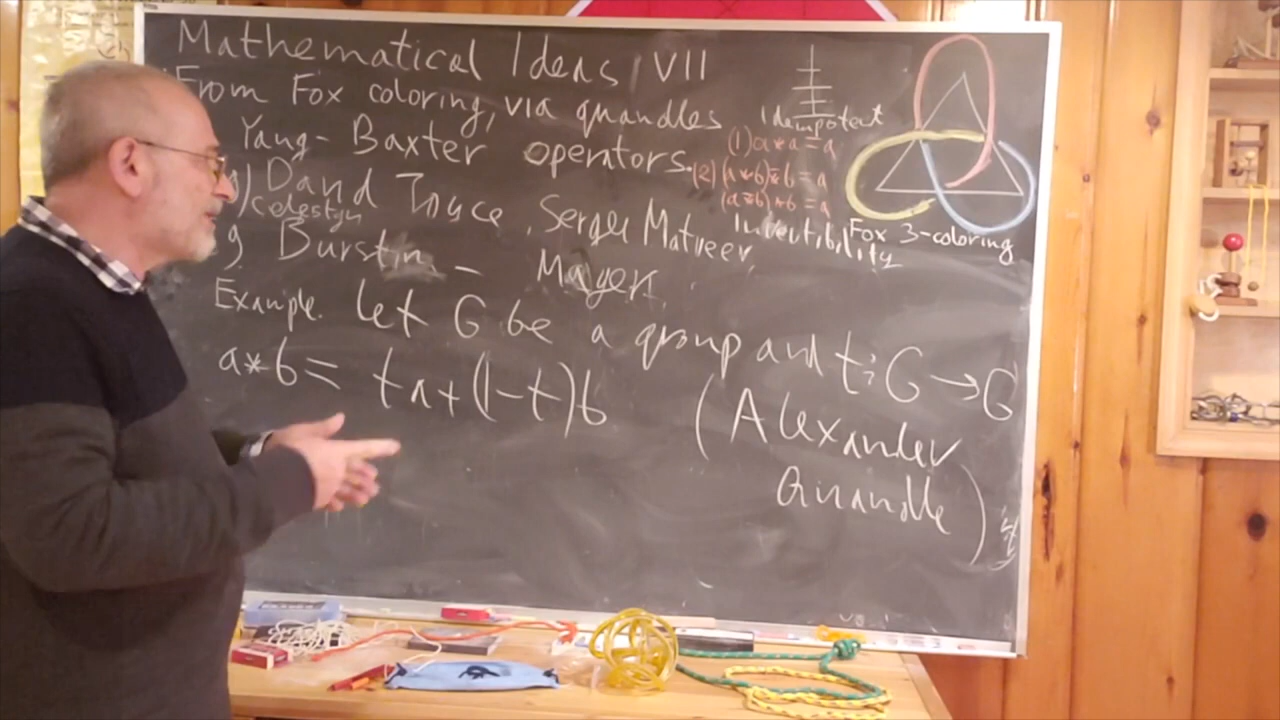 Mathematical Ideas VII
From Fox coloring, via quandles
Yang-Baxter operators.
David Joyce, Sergei Matveev,
Celestyn
Burstin - Mayer
Example. Let G be a group and t: G → G
a*b = ta+(1-t)b
(Alexander
Quandle)
Idempotent
(1) a*a = a
(2) (a*b)*̄b = a
(a*̄b)*b = a
Invertibility
Fox 3-coloring